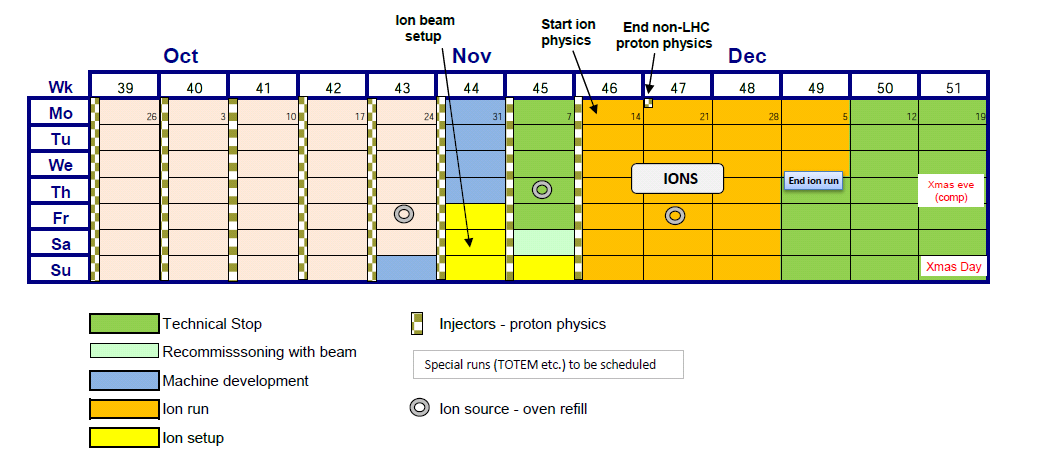 Ion beam
setup
Start ion
physics
End non-LHC
proton physics
Oct Nov Dec
Wk 39 40 41 42 43 44 45 46 47 48 49 50 51
Mo 26 3 10 17 24 31 7 14 21 28 5 12 19
Tu
We
Th IONS End ion run Xmas eve
(comp)
Fr
Sa
Su Xmas Day
Technical Stop
Recommisssoning with beam
Machine development
Ion run
Ion setup
Injectors - proton physics
Special runs (TOTEM etc.) to be scheduled
Ion source - oven refill